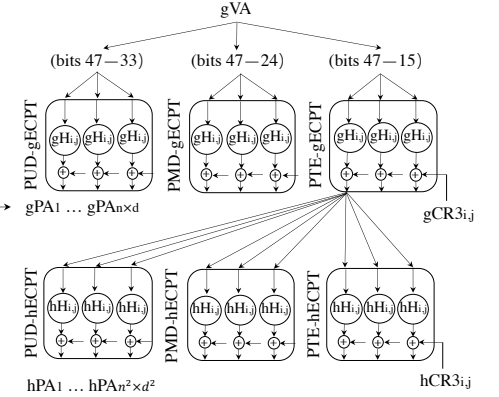 gVA
(bits 47—33) (bits 47—24) (bits 47—15)
PUD-gECPT gHi,j gHi,j gHi,j PMD-gECPT gHi,j gHi,j gHi,j PTE-gECPT gHi,j gHi,j gHi,j
+ + + + + + + + +
gPA1 … gPAn×d gCR3i,j
PUD-hECPT hHi,j hHi,j hHi,j PMD-hECPT hHi,j hHi,j hHi,j PTE-hECPT hHi,j hHi,j hHi,j
+ + + + + + + + +
hPA1 … hPAn²×d² hCR3i,j